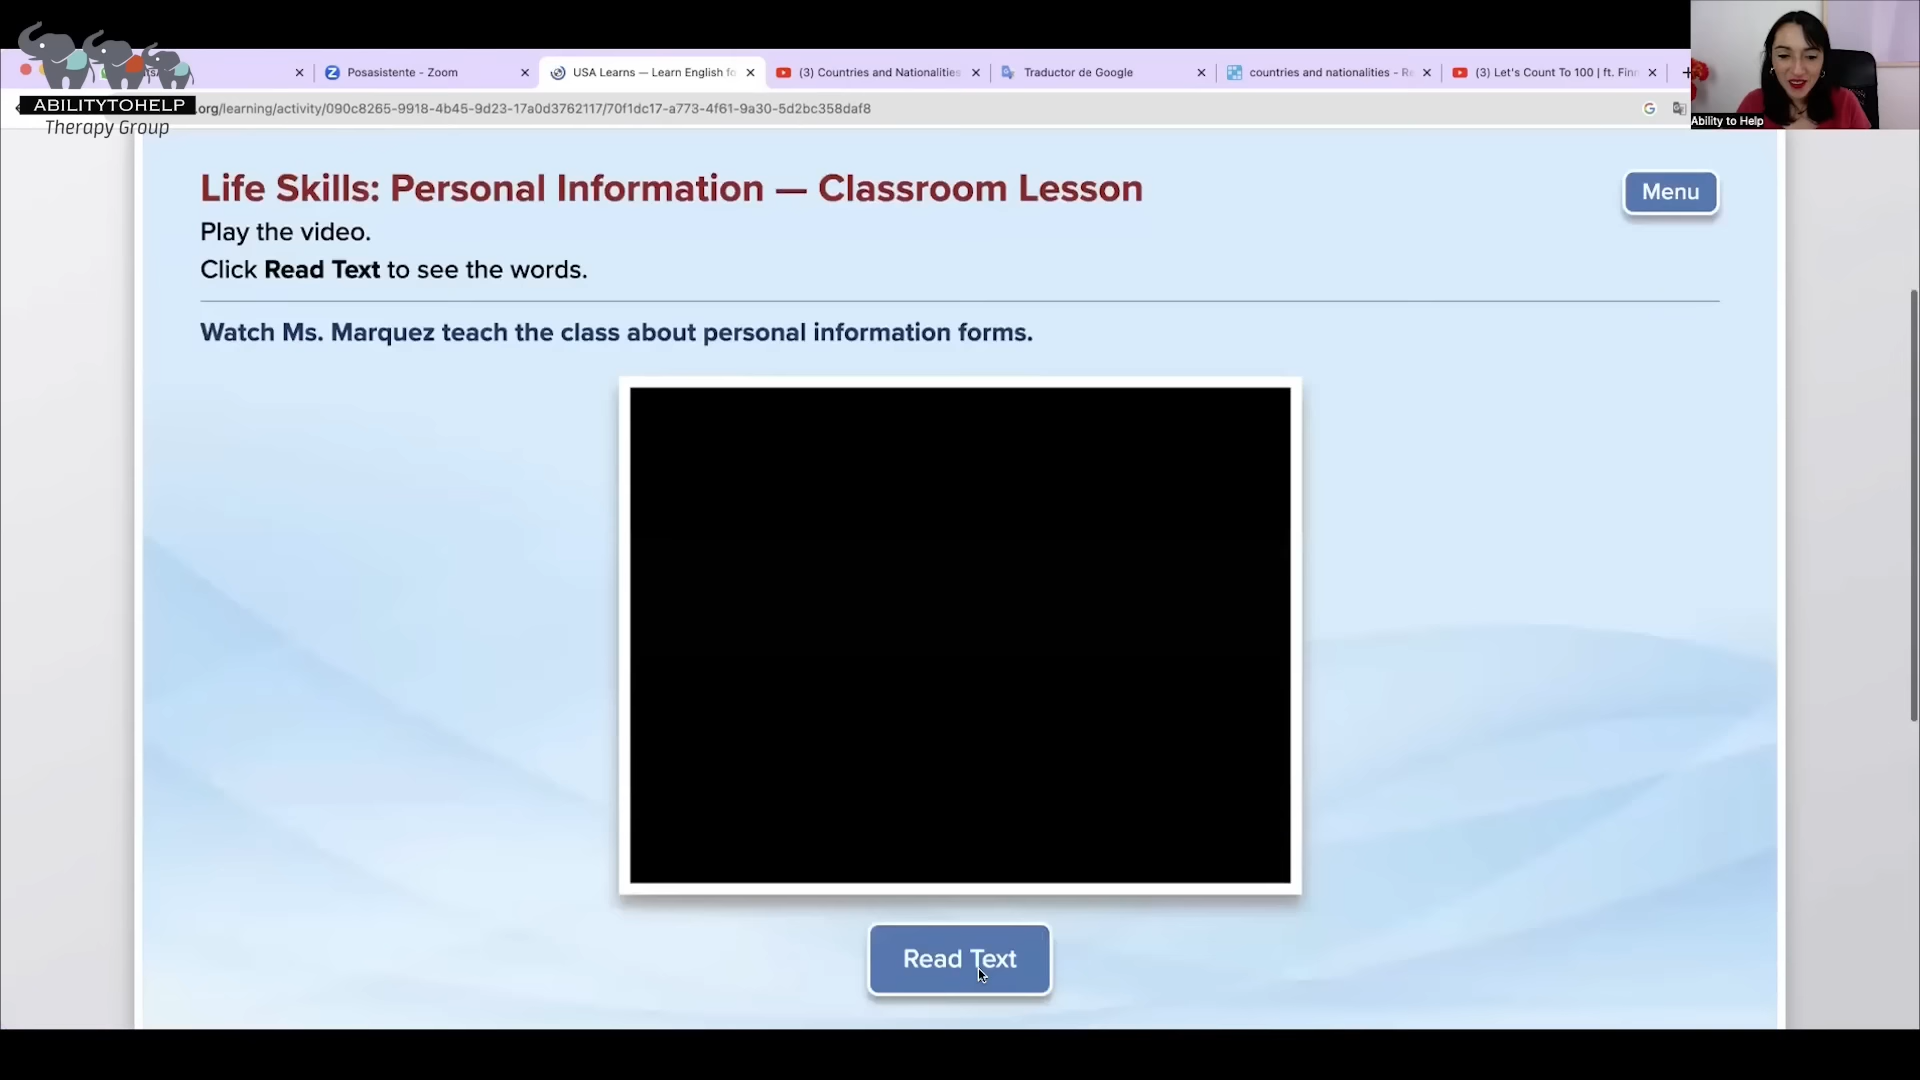 ABILITYTOHELP
Therapy Group
Posasistente - Zoom
USA Learns — Learn English fo
(3) Countries and Nationalities
Traductor de Google
countries and nationalities - R
(3) Let's Count To 100 | ft. Finn
.org/learning/activity/090c8265-9918-4b45-9d23-17a0d3762117/70f1dc17-a773-4f61-9a30-5d2bc358daf8
Ability to Help
Life Skills: Personal Information — Classroom Lesson
Menu
Play the video.
Click Read Text to see the words.
Watch Ms. Marquez teach the class about personal information forms.
Read Text